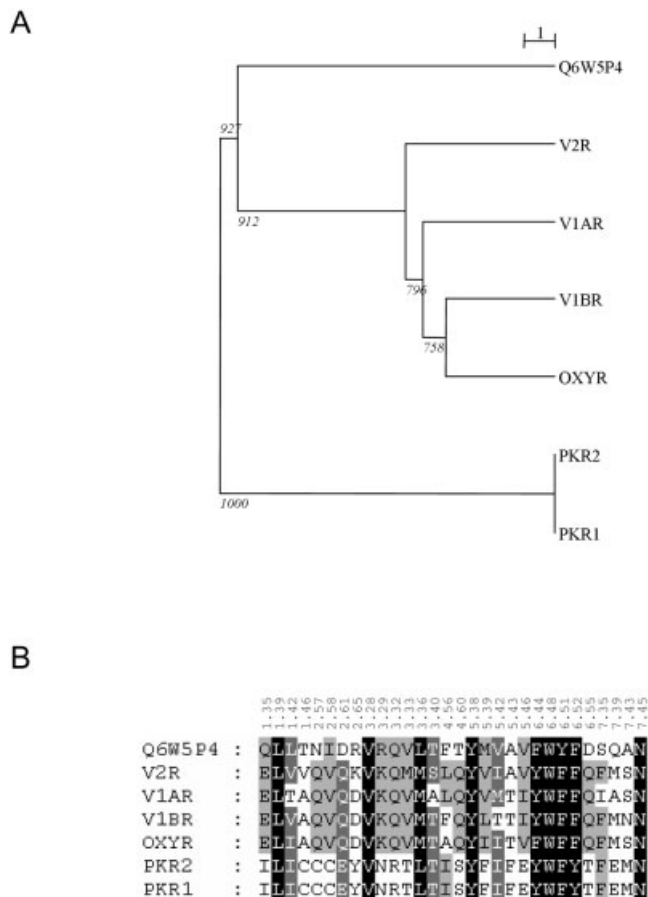 A
1
Q6W5P4
927
V2R
912
V1AR
796
V1BR
758
OXYR
PKR2
1000
PKR1
B
1.35 1.39 1.42 1.46 2.57 2.58 2.61 2.65 3.28 3.29 3.32 3.33 3.36 3.40 4.56 4.60 5.38 5.39 5.42 5.43 5.46 6.44 6.48 6.51 6.52 6.55 7.35 7.39 7.43 7.45
Q6W5P4 : QLLTNIDRVRQVLTFTYMVAVFWYFDSQAN
V2R : ELVVQVQKVKQMMSLQYVIAVYWFFQFMSN
V1AR : ELTAQVQDVKQVMALQYVMTIYWFFQIASN
V1BR : ELVAQVQDVKQVMTFQYLTTIYWFFQFMNN
OXYR : ELIAQVQDVKQVMTAQYIITVYWFFQFMSN
PKR2 : ILICCCEYVNRTLTISYFIFEYWFYTFEMN
PKR1 : ILICCCEYVNRTLTISYFIFEYWFYTFEMN